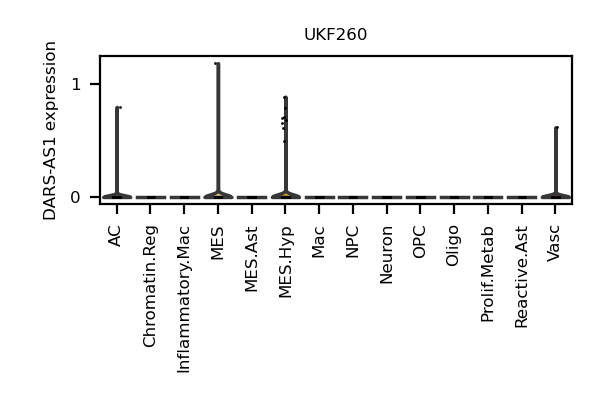 UKF260
DARS-AS1 expression
1
0
AC
Chromatin.Reg
Inflammatory.Mac
MES
MES.Ast
MES.Hyp
Mac
NPC
Neuron
OPC
Oligo
Prolif.Metab
Reactive.Ast
Vasc